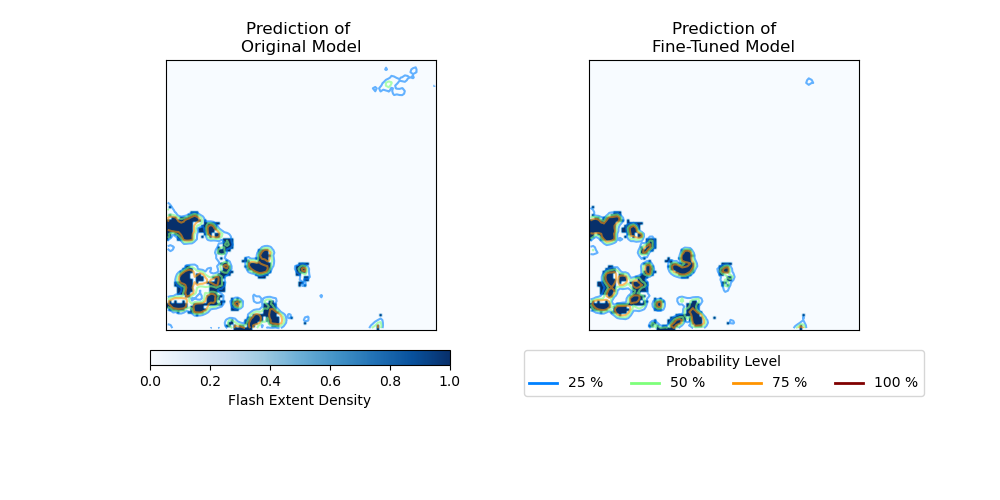 Prediction of
Original Model
Prediction of
Fine-Tuned Model
0.0 0.2 0.4 0.6 0.8 1.0
Flash Extent Density
Probability Level
25 % 50 % 75 % 100 %